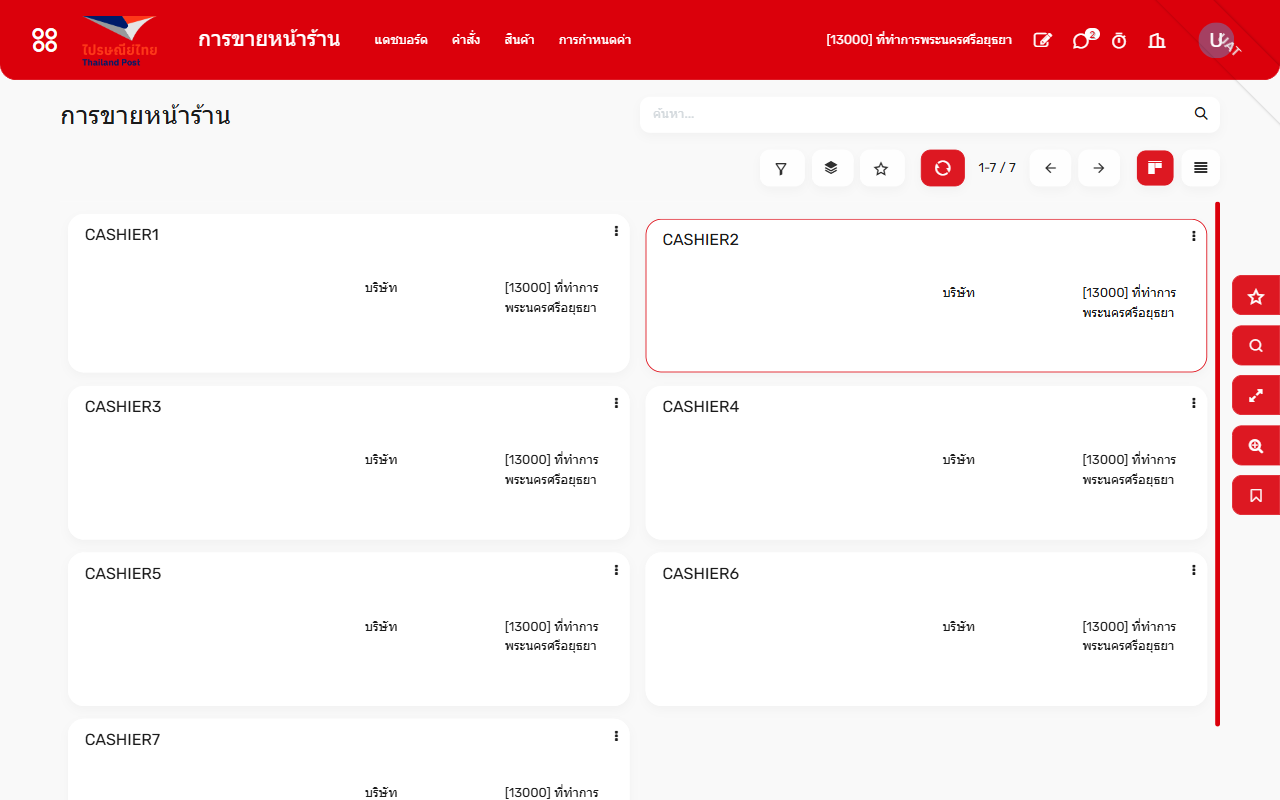 ไปรษณีย์ไทย
Thailand Post
การขายหน้าร้าน
แดชบอร์ด
คำสั่ง
สินค้า
การกำหนดค่า
[13000] ที่ทำการพระนครศรีอยุธยา
2
U
UAT
การขายหน้าร้าน
ค้นหา...
1-7 / 7
CASHIER1
บริษัท
[13000] ที่ทำการ
พระนครศรีอยุธยา
CASHIER2
บริษัท
[13000] ที่ทำการ
พระนครศรีอยุธยา
CASHIER3
บริษัท
[13000] ที่ทำการ
พระนครศรีอยุธยา
CASHIER4
บริษัท
[13000] ที่ทำการ
พระนครศรีอยุธยา
CASHIER5
บริษัท
[13000] ที่ทำการ
พระนครศรีอยุธยา
CASHIER6
บริษัท
[13000] ที่ทำการ
พระนครศรีอยุธยา
CASHIER7
บริษัท
[13000] ที่ทำการ